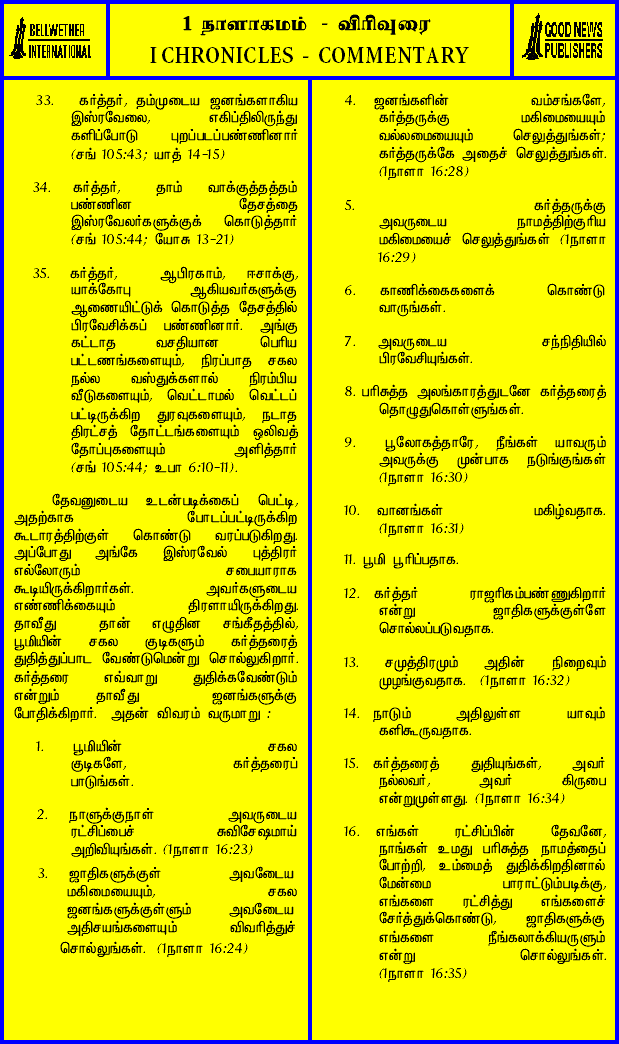 BELLWETHER
INTERNATIONAL
1 நாளாகமம் - விரிவுரை
I CHRONICLES - COMMENTARY
GOOD NEWS
PUBLISHERS
33. கர்த்தர், தம்முடைய ஜனங்களாகிய
இஸ்ரவேலை, எகிப்திலிருந்து
களிப்போடு புறப்படப்பண்ணினார்
(சங் 105:43; யாத் 14-15)
34. கர்த்தர், தாம் வாக்குத்தத்தம்
பண்ணின தேசத்தை
இஸ்ரவேலர்களுக்குக் கொடுத்தார்
(சங் 105:44; யோசு 13-21)
35. கர்த்தர், ஆபிரகாம், ஈசாக்கு,
யாக்கோபு ஆகியவர்களுக்கு
ஆணையிட்டுக் கொடுத்த தேசத்தில்
பிரவேசிக்கப் பண்ணினார். அங்கு
கட்டாத வசதியான பெரிய
பட்டணங்களையும், நிரப்பாத சகல
நல்ல வஸ்துக்களால் நிரம்பிய
வீடுகளையும், வெட்டாமல் வெட்டப்
பட்டிருக்கிற துரவுகளையும், நடாத
திரட்சத் தோட்டங்களையும் ஒலிவத்
தோப்புகளையும் அளித்தார்
(சங் 105:44; உபா 6:10-11).
தேவனுடைய உடன்படிக்கைப் பெட்டி,
அதற்காக போடப்பட்டிருக்கிற
கூடாரத்திற்குள் கொண்டு வரப்படுகிறது.
அப்போது அங்கே இஸ்ரவேல் புத்திரர்
எல்லோரும் சபையாராக
கூடியிருக்கிறார்கள். அவர்களுடைய
எண்ணிக்கையும் திரளாயிருக்கிறது.
தாவீது தான் எழுதின சங்கீதத்தில்,
பூமியின் சகல குடிகளும் கர்த்தரைத்
துதித்துப்பாட வேண்டுமென்று சொல்லுகிறார்.
கர்த்தரை எவ்வாறு துதிக்கவேண்டும்
என்றும் தாவீது ஜனங்களுக்கு
போதிக்கிறார். அதன் விவரம் வருமாறு :
1. பூமியின் சகல
குடிகளே, கர்த்தரைப்
பாடுங்கள்.
2. நாளுக்குநாள் அவருடைய
ரட்சிப்பைச் சுவிசேஷமாய்
அறிவியுங்கள். (1நாளா 16:23)
3. ஜாதிகளுக்குள் அவடைய
மகிமையையும், சகல
ஜனங்களுக்குள்ளும் அவடைய
அதிசயங்களையும் விவரித்துச்
சொல்லுங்கள். (1நாளா 16:24)
4. ஜனங்களின் வம்சங்களே,
கர்த்தருக்கு மகிமையையும்
வல்லமையையும் செலுத்துங்கள்;
கர்த்தருக்கே அதைச் செலுத்துங்கள்.
(1நாளா 16:28)
5. கர்த்தருக்கு
அவருடைய நாமத்திற்குரிய
மகிமையைச் செலுத்துங்கள் (1நாளா
16:29)
6. காணிக்கைகளைக் கொண்டு
வாருங்கள்.
7. அவருடைய சந்நிதியில்
பிரவேசியுங்கள்.
8. பரிசுத்த அலங்காரத்துடனே கர்த்தரைத்
தொழுதுகொள்ளுங்கள்.
9. பூலோகத்தாரே, நீங்கள் யாவரும்
அவருக்கு முன்பாக நடுங்குங்கள்
(1நாளா 16:30)
10. வானங்கள் மகிழ்வதாக.
(1நாளா 16:31)
11. பூமி பூரிப்பதாக.
12. கர்த்தர் ராஜரிகம்பண்ணுகிறார்
என்று ஜாதிகளுக்குள்ளே
சொல்லப்படுவதாக.
13. சமுத்திரமும் அதின் நிறைவும்
முழங்குவதாக. (1நாளா 16:32)
14. நாடும் அதிலுள்ள யாவும்
களிகூருவதாக.
15. கர்த்தரைத் துதியுங்கள், அவர்
நல்லவர், அவர் கிருபை
என்றுமுள்ளது. (1நாளா 16:34)
16. எங்கள் ரட்சிப்பின் தேவனே,
நாங்கள் உமது பரிசுத்த நாமத்தைப்
போற்றி, உம்மைத் துதிக்கிறதினால்
மேன்மை பாராட்டும்படிக்கு,
எங்களை ரட்சித்து எங்களைச்
சேர்த்துக்கொண்டு, ஜாதிகளுக்கு
எங்களை நீங்கலாக்கியருளும்
என்று சொல்லுங்கள்.
(1நாளா 16:35)